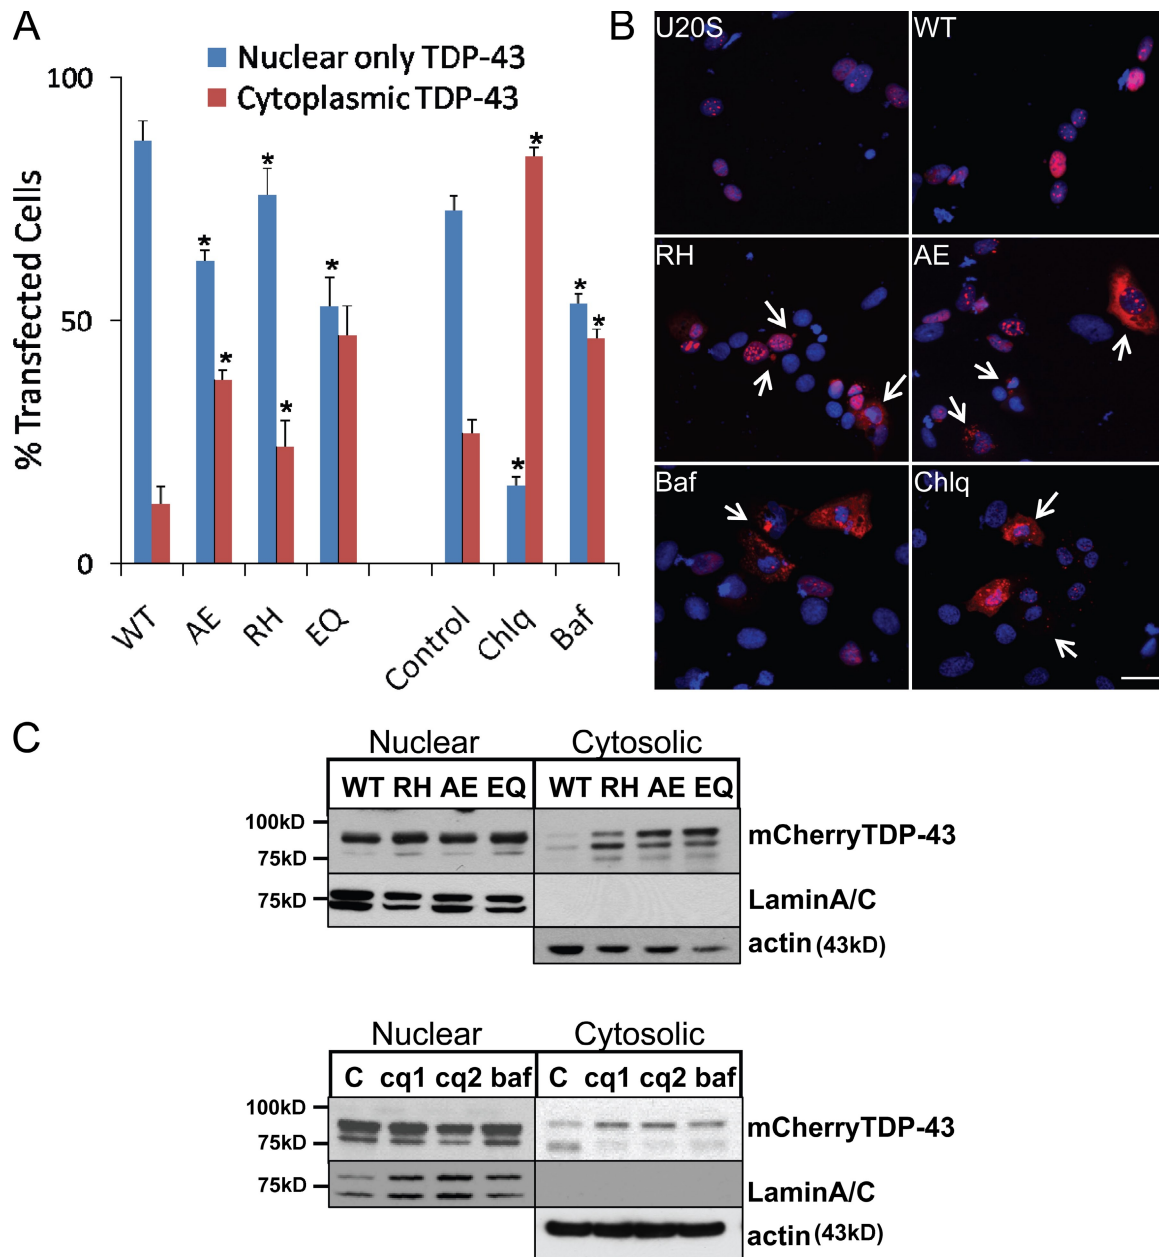 A
Nuclear only TDP-43
Cytoplasmic TDP-43
% Transfected Cells
100
50
0
* * * * * * * * *
WT AE RH EQ Control Chlq Baf
B
U20S WT
RH AE
Baf Chlq
C
Nuclear Cytosolic
WT RH AE EQ WT RH AE EQ
100kD
75kD
mCherryTDP-43
75kD
LaminA/C
actin (43kD)
Nuclear Cytosolic
C cq1 cq2 baf C cq1 cq2 baf
100kD
75kD
mCherryTDP-43
75kD
LaminA/C
actin (43kD)